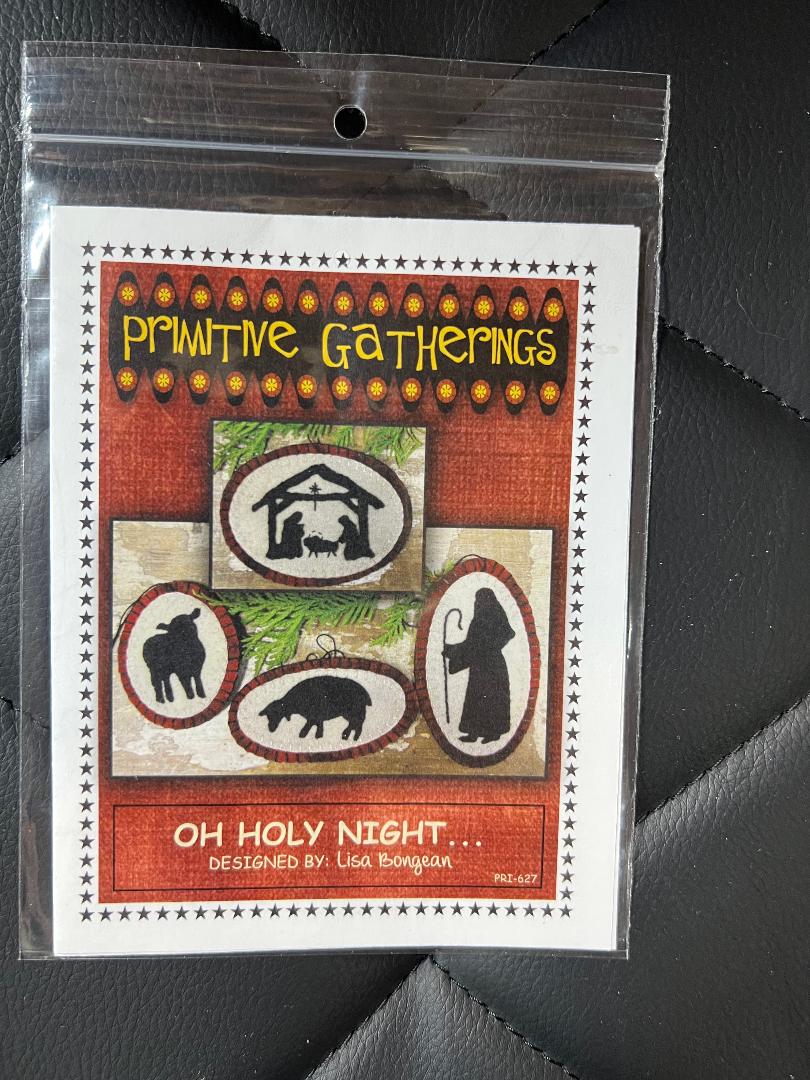 PRIMITIVE GATHERINGS
OH HOLY NIGHT...
DESIGNED BY: Lisa Bongean
PRI-627